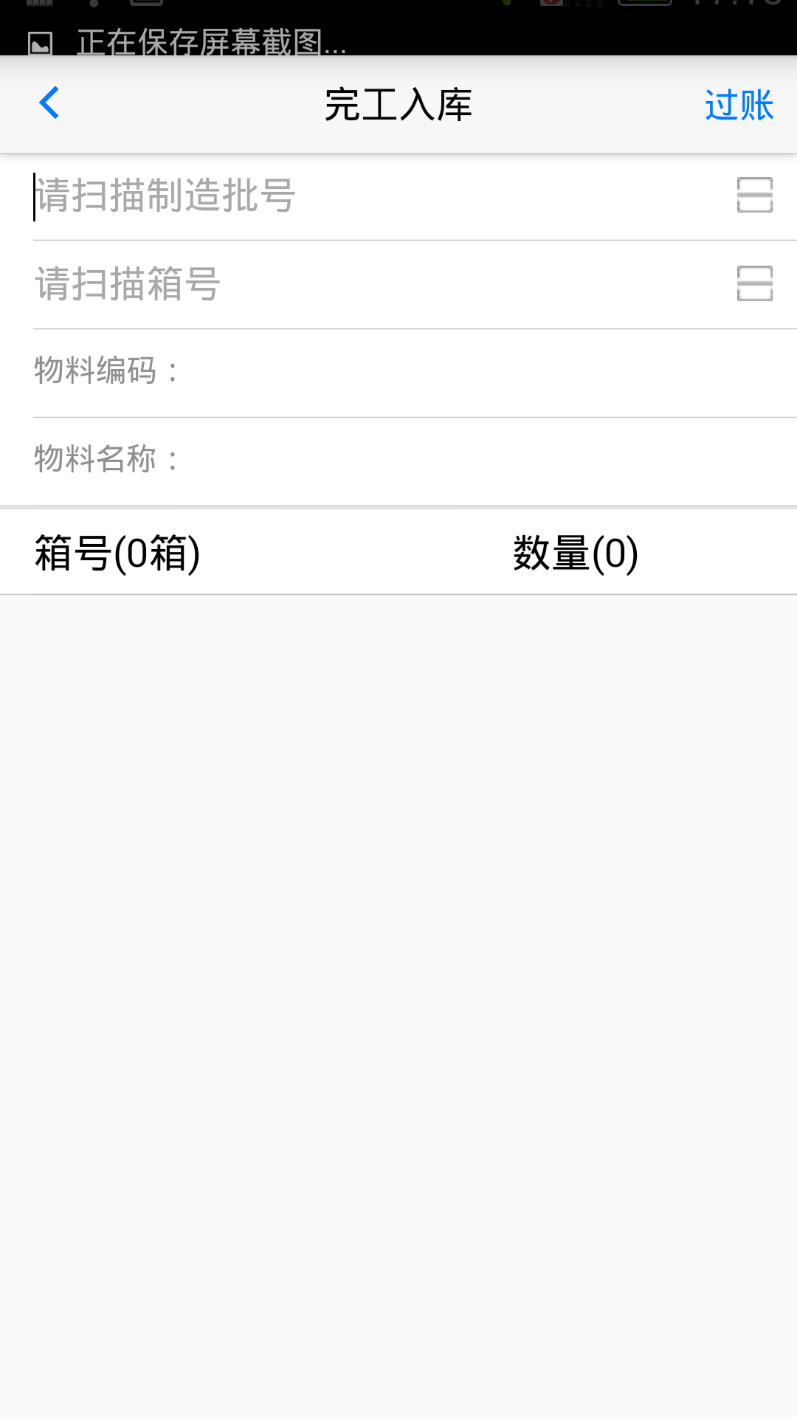 正在保存屏幕截图...
完工入库
过账
请扫描制造批号
请扫描箱号
物料编码：
物料名称：
箱号(0箱) 数量(0)